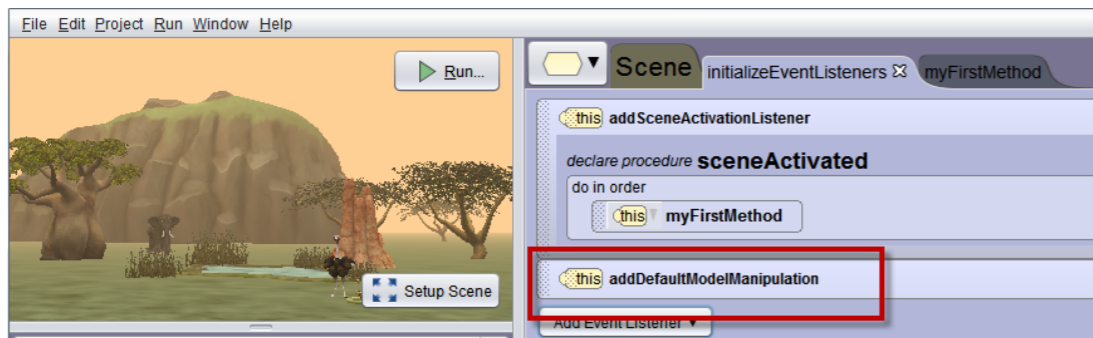 File Edit Project Run Window Help
Run...
Setup Scene
Scene initializeEventListeners myFirstMethod
this addSceneActivationListener
declare procedure sceneActivated
do in order
this myFirstMethod
this addDefaultModelManipulation
Add Event Listener